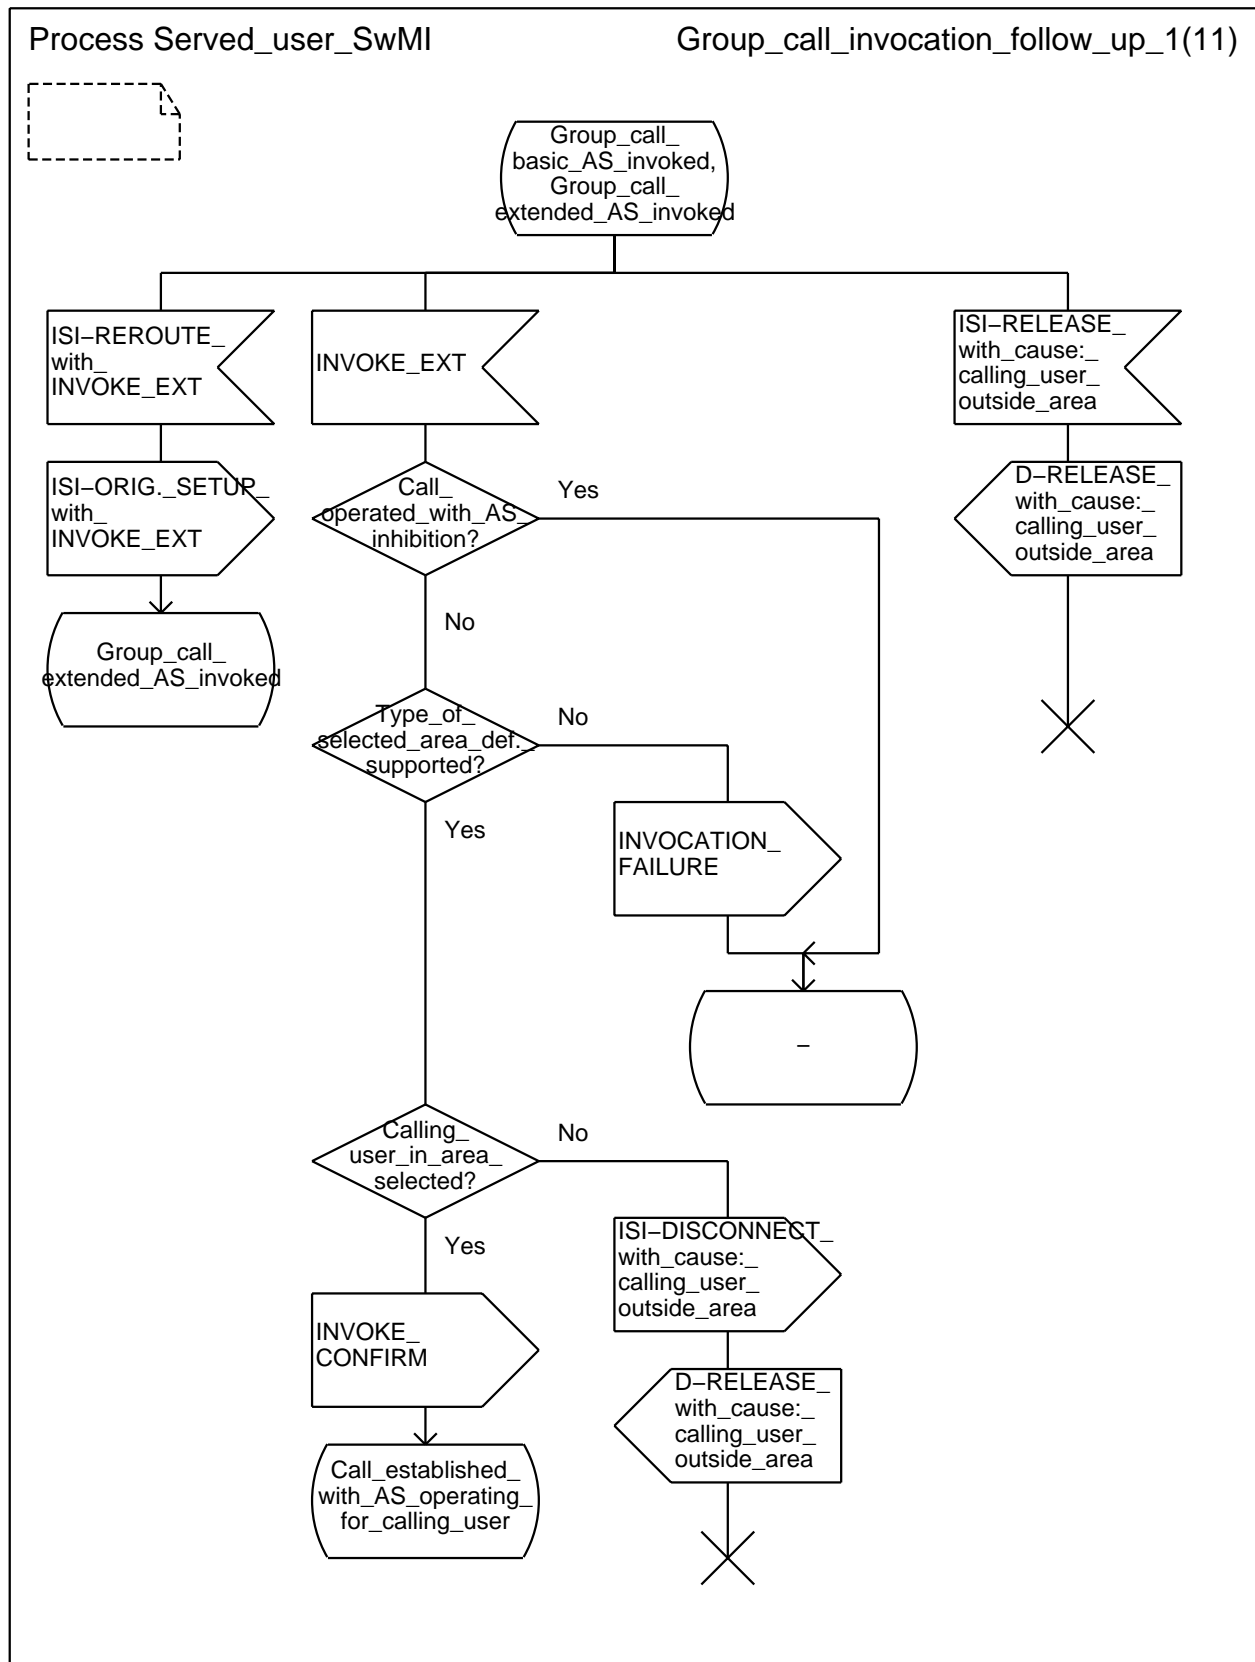 Process Served_user_SwMI
Group_call_invocation_follow_up_1(11)
Group_call_
basic_AS_invoked,
Group_call_
extended_AS_invoked
ISI–REROUTE_
with_
INVOKE_EXT
INVOKE_EXT
ISI–RELEASE_
with_cause:_
calling_user_
outside_area
ISI–ORIG._SETUP_
with_
INVOKE_EXT
Call_
operated_with_AS_
inhibition?
Yes
D–RELEASE_
with_cause:_
calling_user_
outside_area
No
Group_call_
extended_AS_invoked
Type_of_
selected_area_def._
supported?
No
Yes
INVOCATION_
FAILURE
–
Calling_
user_in_area_
selected?
No
Yes
ISI–DISCONNECT_
with_cause:_
calling_user_
outside_area
INVOKE_
CONFIRM
D–RELEASE_
with_cause:_
calling_user_
outside_area
Call_established_
with_AS_operating_
for_calling_user